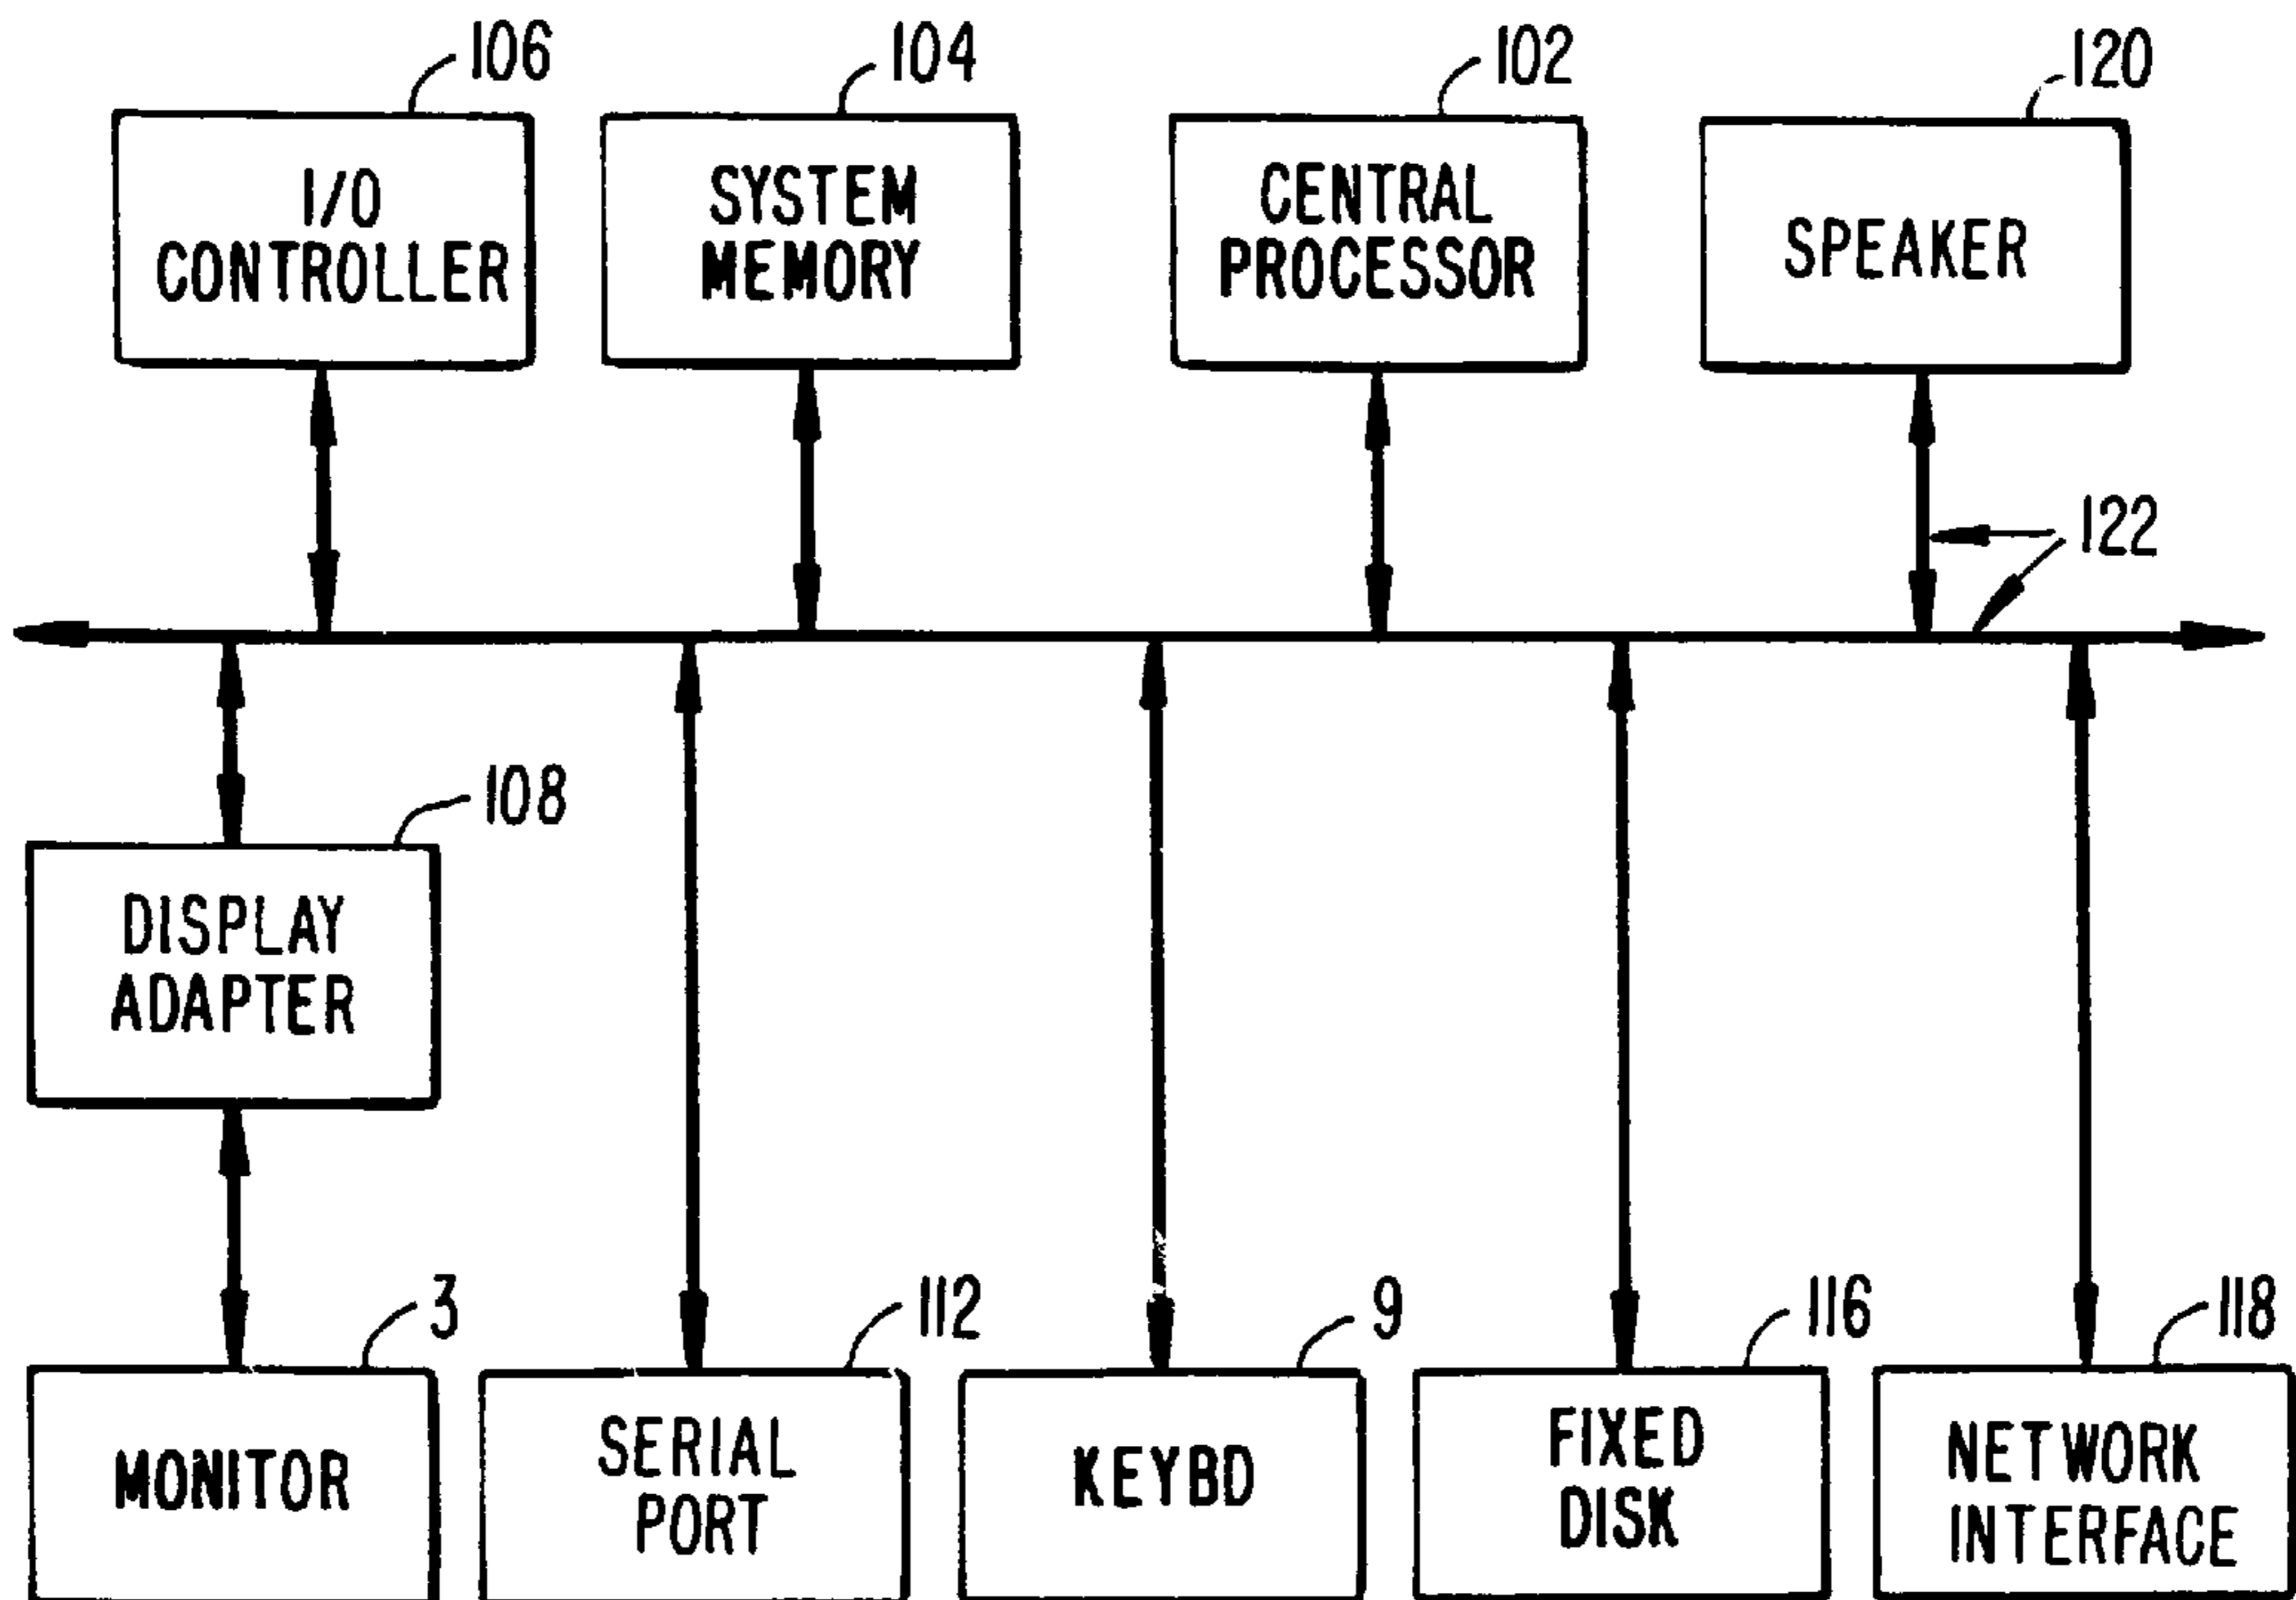 106
104
102
120
I/O
CONTROLLER
SYSTEM
MEMORY
CENTRAL
PROCESSOR
SPEAKER
122
108
DISPLAY
ADAPTER
3
112
9
116
118
MONITOR
SERIAL
PORT
KEYBD
FIXED
DISK
NETWORK
INTERFACE